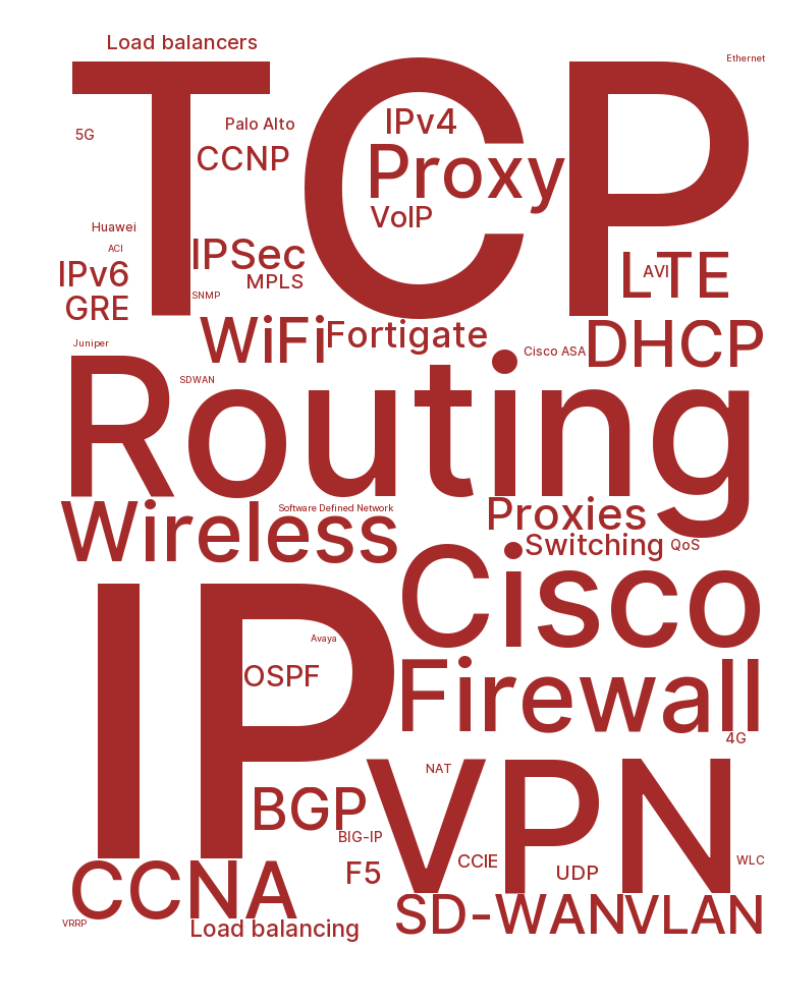 Load balancers
Ethernet
TCP
5G
Palo Alto
IPv4
CCNP
Proxy
VoIP
Huawei
ACI
IPSec
IPv6
MPLS
LTE
AVI
SNMP
GRE
WiFi
Fortigate
DHCP
Juniper
Cisco ASA
SDWAN
Routing
Software Defined Network
Wireless
Proxies
Switching
QoS
Cisco
IP
Avaya
OSPF
Firewall
4G
NAT
VPN
BGP
BIG-IP
CCIE
WLC
F5
UDP
CCNA
SD-WAN
VLAN
VRRP
Load balancing